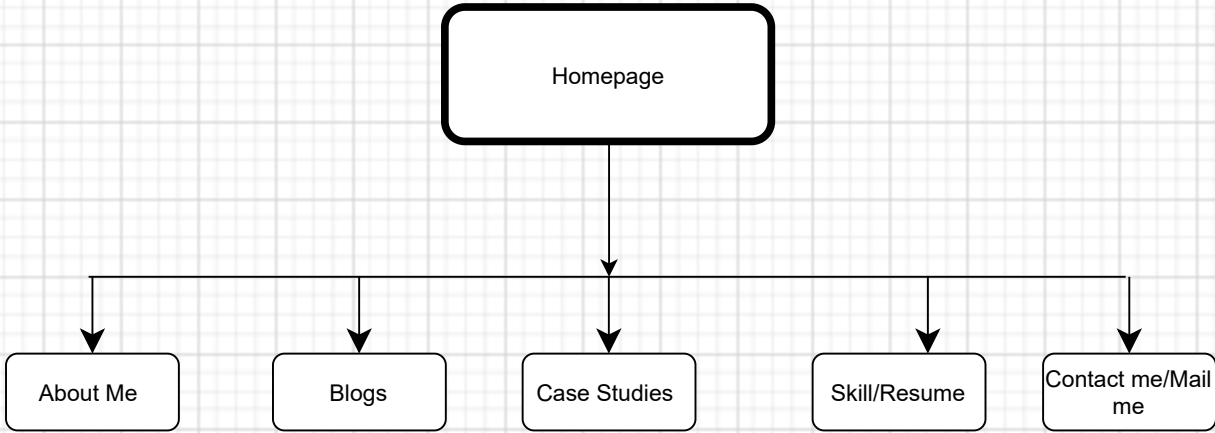 Homepage
About Me
Blogs
Case Studies
Skill/Resume
Contact me/Mail
me